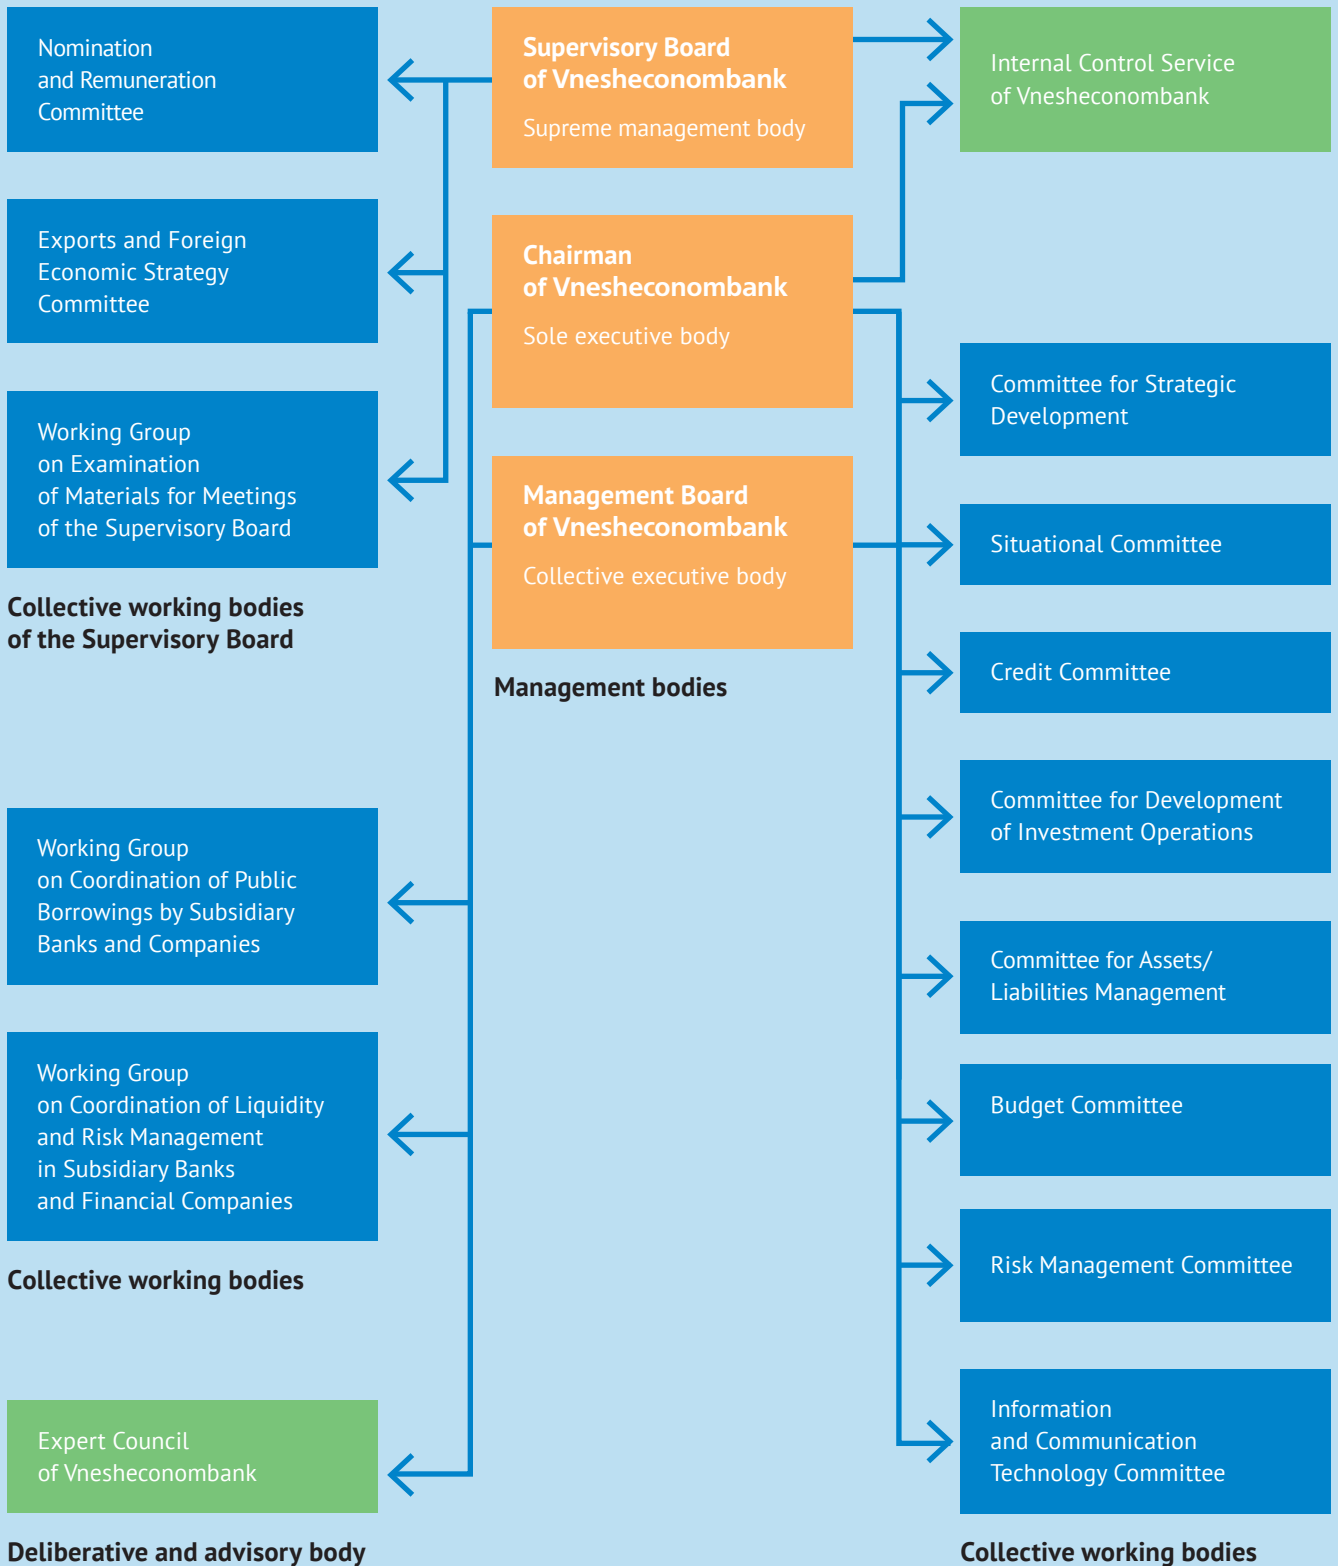 Nomination
and Remuneration
Committee
Exports and Foreign
Economic Strategy
Committee
Working Group
on Examination
of Materials for Meetings
of the Supervisory Board
Collective working bodies
of the Supervisory Board
Working Group
on Coordination of Public
Borrowings by Subsidiary
Banks and Companies
Working Group
on Coordination of Liquidity
and Risk Management
in Subsidiary Banks
and Financial Companies
Collective working bodies
Expert Council
of Vnesheconombank
Deliberative and advisory body
Supervisory Board
of Vnesheconombank
Supreme management body
Chairman
of Vnesheconombank
Sole executive body
Management Board
of Vnesheconombank
Collective executive body
Management bodies
Internal Control Service
of Vnesheconombank
Committee for Strategic
Development
Situational Committee
Credit Committee
Committee for Development
of Investment Operations
Committee for Assets/
Liabilities Management
Budget Committee
Risk Management Committee
Information
and Communication
Technology Committee
Collective working bodies